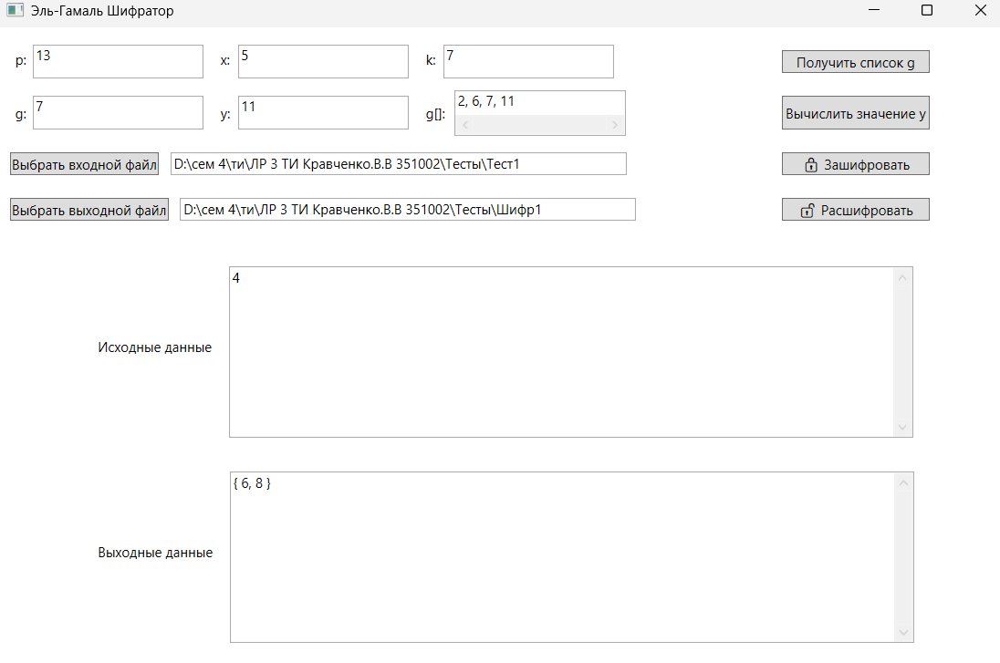 Эль-Гамаль Шифратор
p: 13 x: 5 k: 7 Получить список g
g: 7 y: 11 g[]: 2, 6, 7, 11 Вычислить значение y
Выбрать входной файл D:\сем 4\ти\ЛР 3 ТИ Кравченко.В.В 351002\Тесты\Тест1 Зашифровать
Выбрать выходной файл D:\сем 4\ти\ЛР 3 ТИ Кравченко.В.В 351002\Тесты\Шифр1 Расшифровать
4
Исходные данные
{ 6, 8 }
Выходные данные